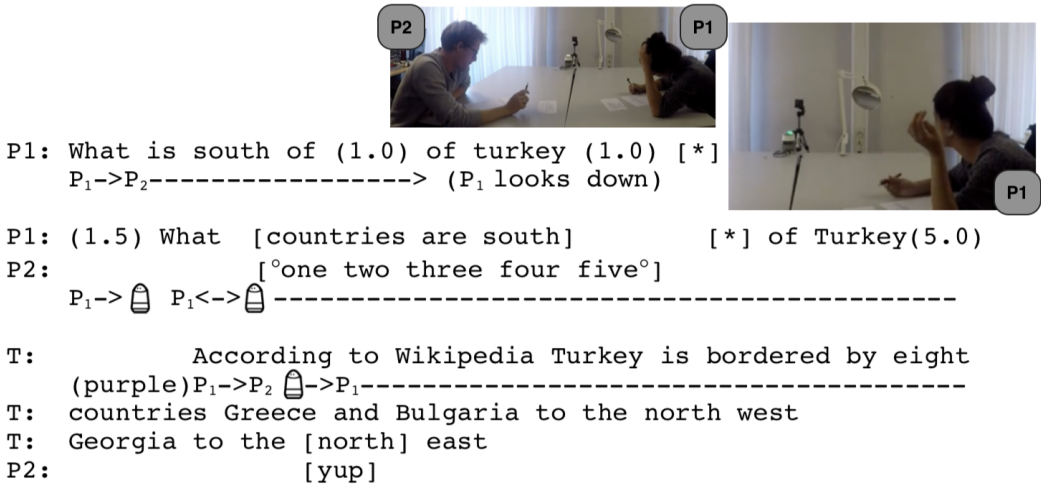 P2 P1
P1
P1: What is south of (1.0) of turkey (1.0) [*]
P₁->P₂------------------> (P₁ looks down)
P1: (1.5) What [countries are south] [*] of Turkey(5.0)
P2: [°one two three four five°]
P₁-> P₁<-> --------------------------------------------
T: According to Wikipedia Turkey is bordered by eight
(purple)P₁->P₂ ->P₁---------------------------------------
T: countries Greece and Bulgaria to the north west
T: Georgia to the [north] east
P2: [yup]